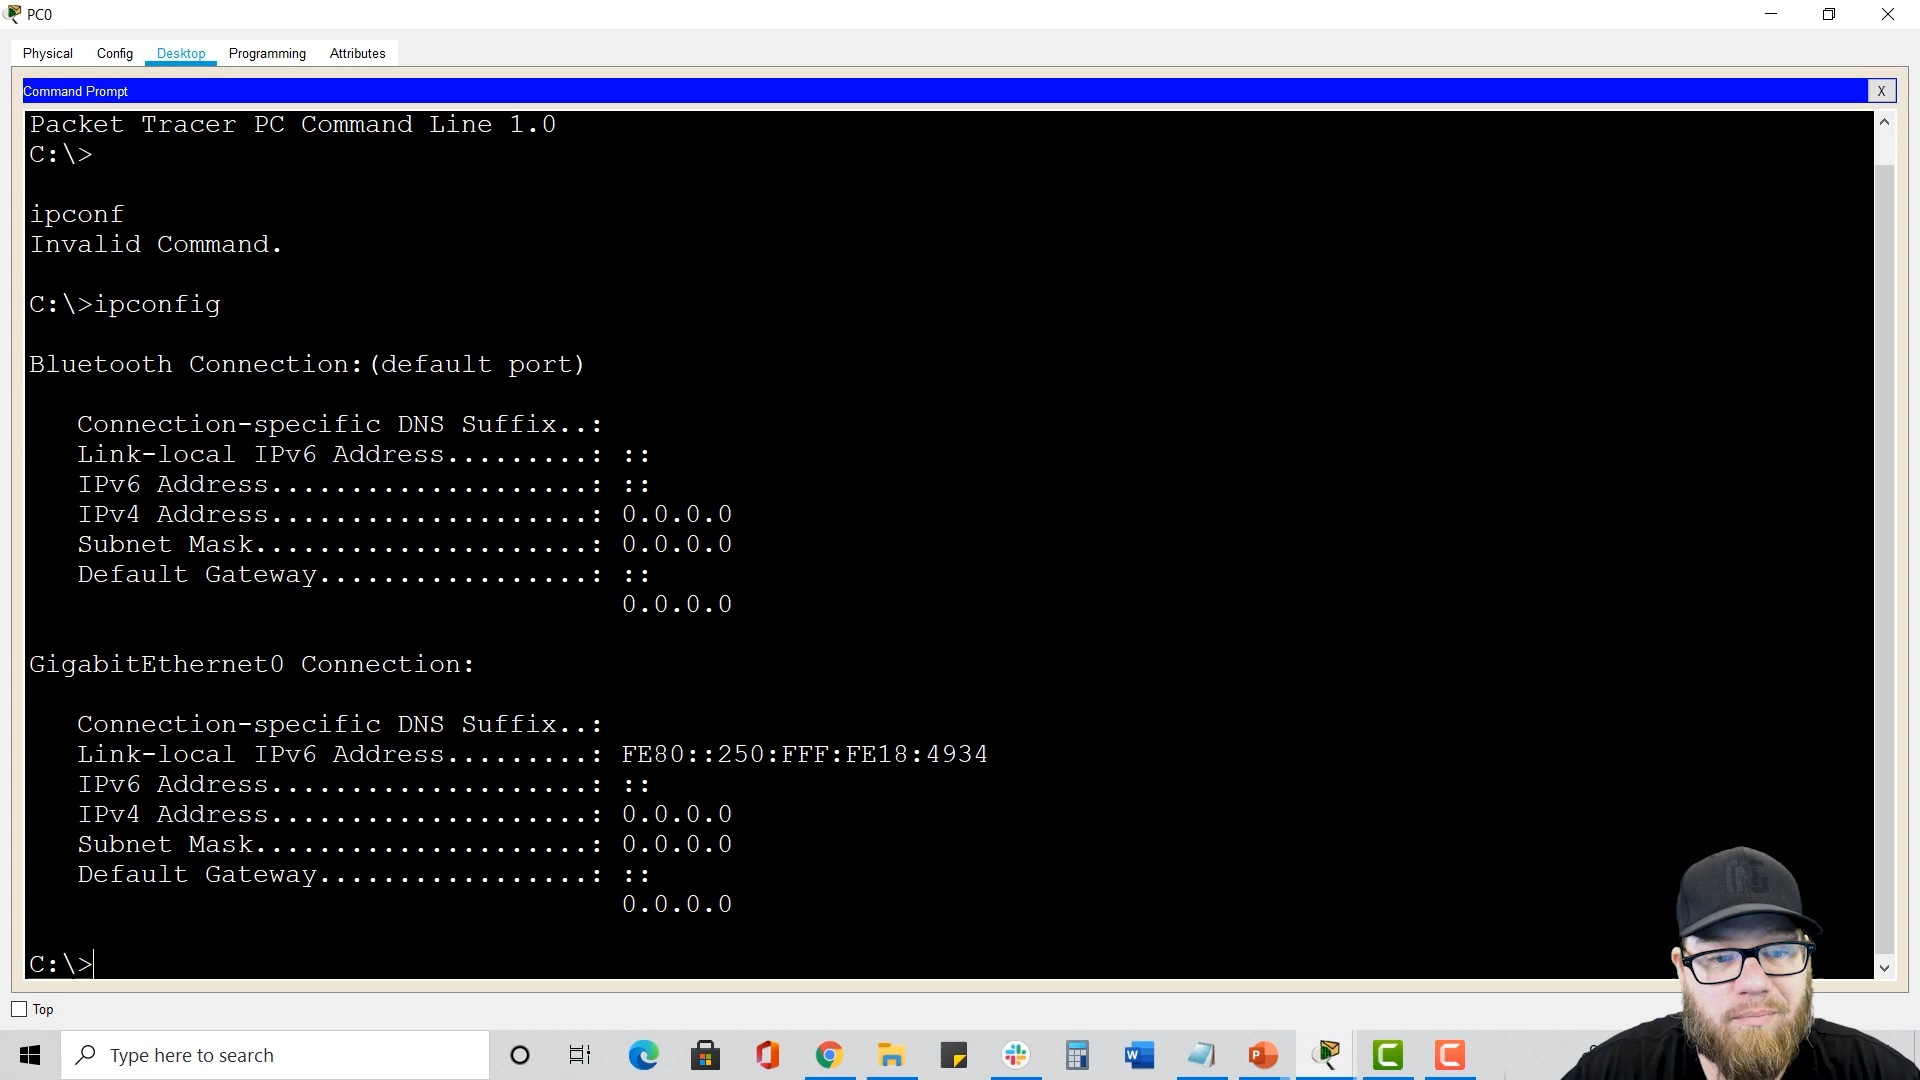 PC0
Physical Config Desktop Programming Attributes
Command Prompt X
Packet Tracer PC Command Line 1.0
C:\>
ipconf
Invalid Command.
C:\>ipconfig
Bluetooth Connection:(default port)
Connection-specific DNS Suffix..:
Link-local IPv6 Address.........: ::
IPv6 Address....................: ::
IPv4 Address....................: 0.0.0.0
Subnet Mask.....................: 0.0.0.0
Default Gateway.................: ::
0.0.0.0
GigabitEthernet0 Connection:
Connection-specific DNS Suffix..:
Link-local IPv6 Address.........: FE80::250:FFF:FE18:4934
IPv6 Address....................: ::
IPv4 Address....................: 0.0.0.0
Subnet Mask.....................: 0.0.0.0
Default Gateway.................: ::
0.0.0.0
C:\>
Top
Type here to search